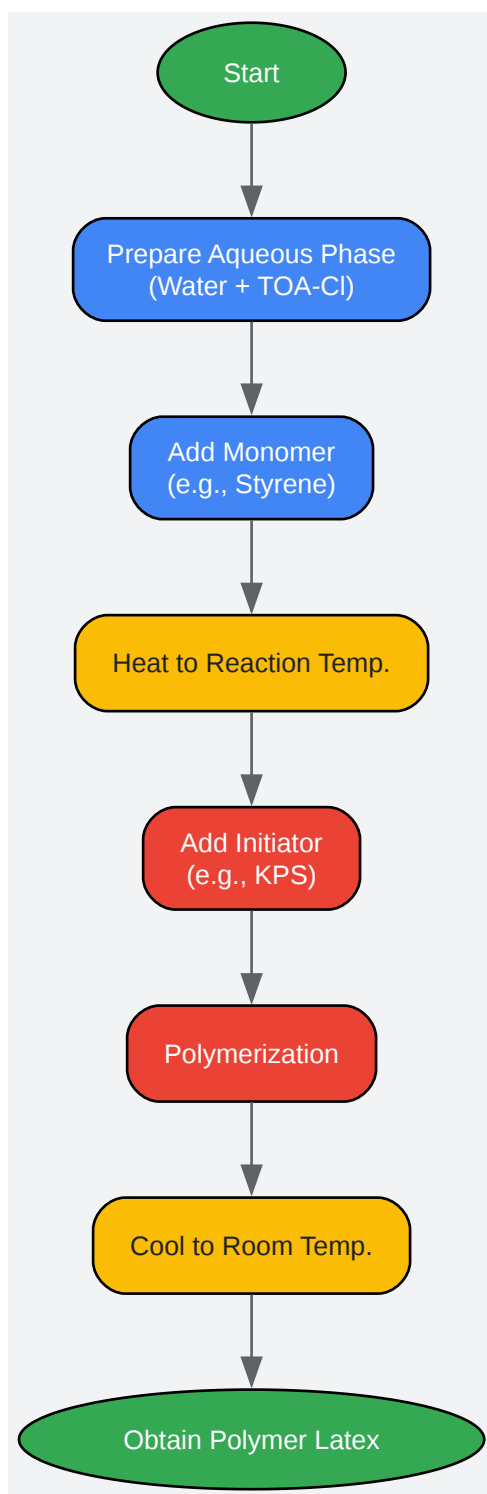 Start
Prepare Aqueous Phase
(Water + TOA-Cl)
Add Monomer
(e.g., Styrene)
Heat to Reaction Temp.
Add Initiator
(e.g., KPS)
Polymerization
Cool to Room Temp.
Obtain Polymer Latex